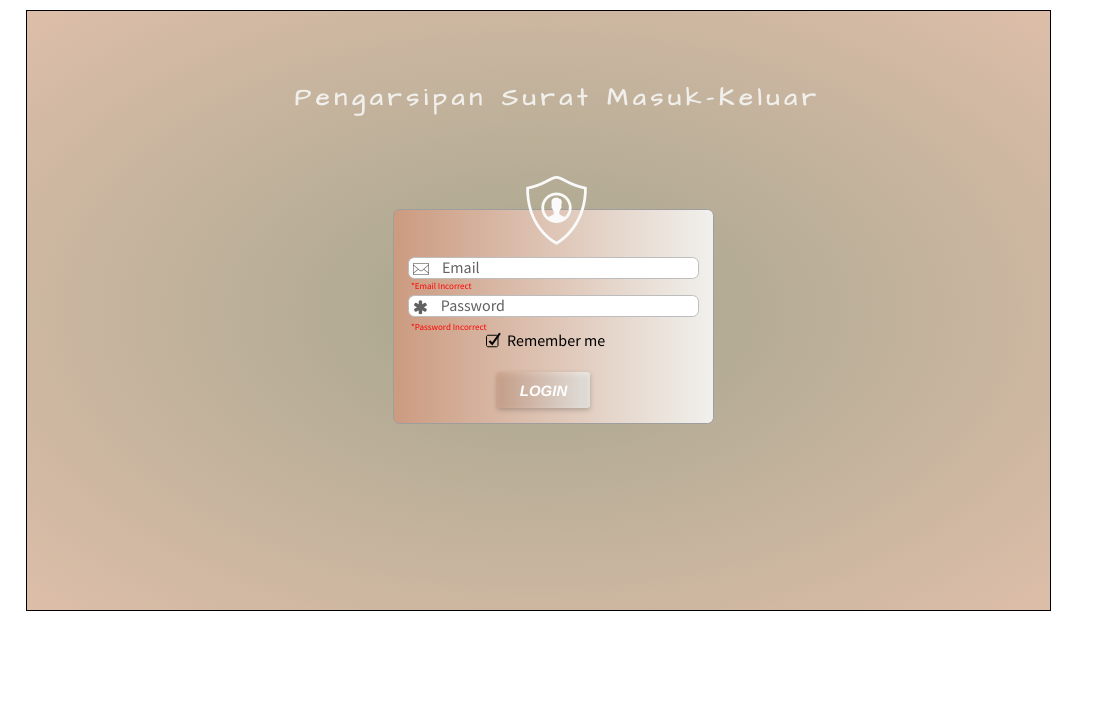 Pengarsipan Surat Masuk-Keluar
Email
*Email Incorrect
Password
*Password Incorrect
Remember me
LOGIN